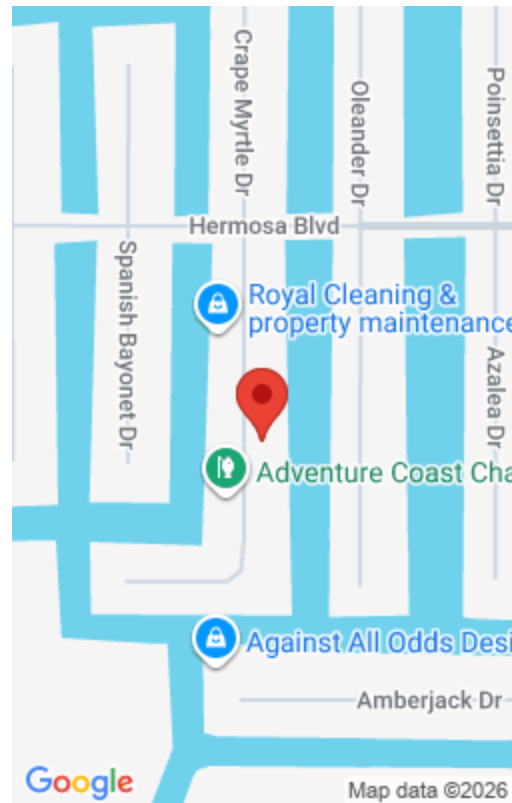 Crape Myrtle Dr
Oleander Dr
Poinsettia Dr
Hermosa Blvd
Spanish Bayonet Dr
Royal Cleaning &
property maintenance
Azalea Dr
Adventure Coast Cha
Against All Odds Desi
Amberjack Dr
Google
Map data ©2026